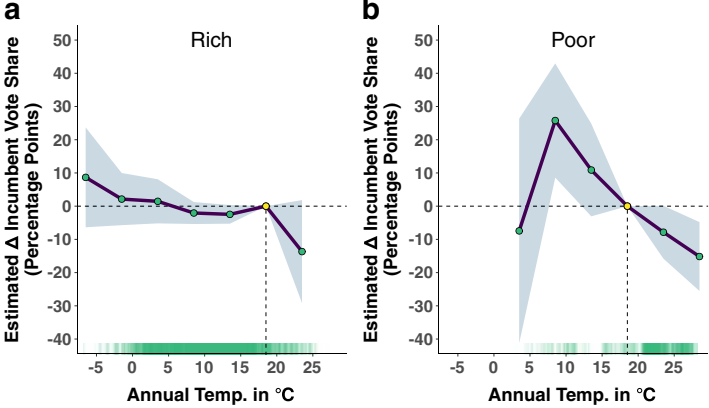 a
Rich
Estimated Δ Incumbent Vote Share
(Percentage Points)
50
40
30
20
10
0
-10
-20
-30
-40
-5 0 5 10 15 20 25
Annual Temp. in °C
b
Poor
Estimated Δ Incumbent Vote Share
(Percentage Points)
50
40
30
20
10
0
-10
-20
-30
-40
-5 0 5 10 15 20 25
Annual Temp. in °C